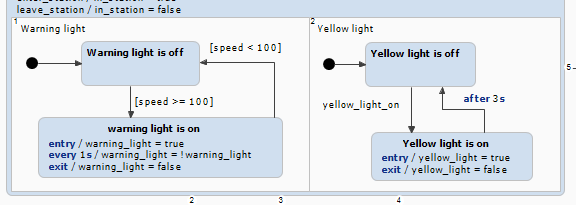 leave_station / in_station = false
1
Warning light
Warning light is off
[speed < 100]
[speed >= 100]
warning light is on
entry / warning_light = true
every 1s / warning_light = !warning_light
exit / warning_light = false
2
Yellow light
Yellow light is off
yellow_light_on
after 3s
Yellow light is on
entry / yellow_light = true
exit / yellow_light = false
5
2
3
4